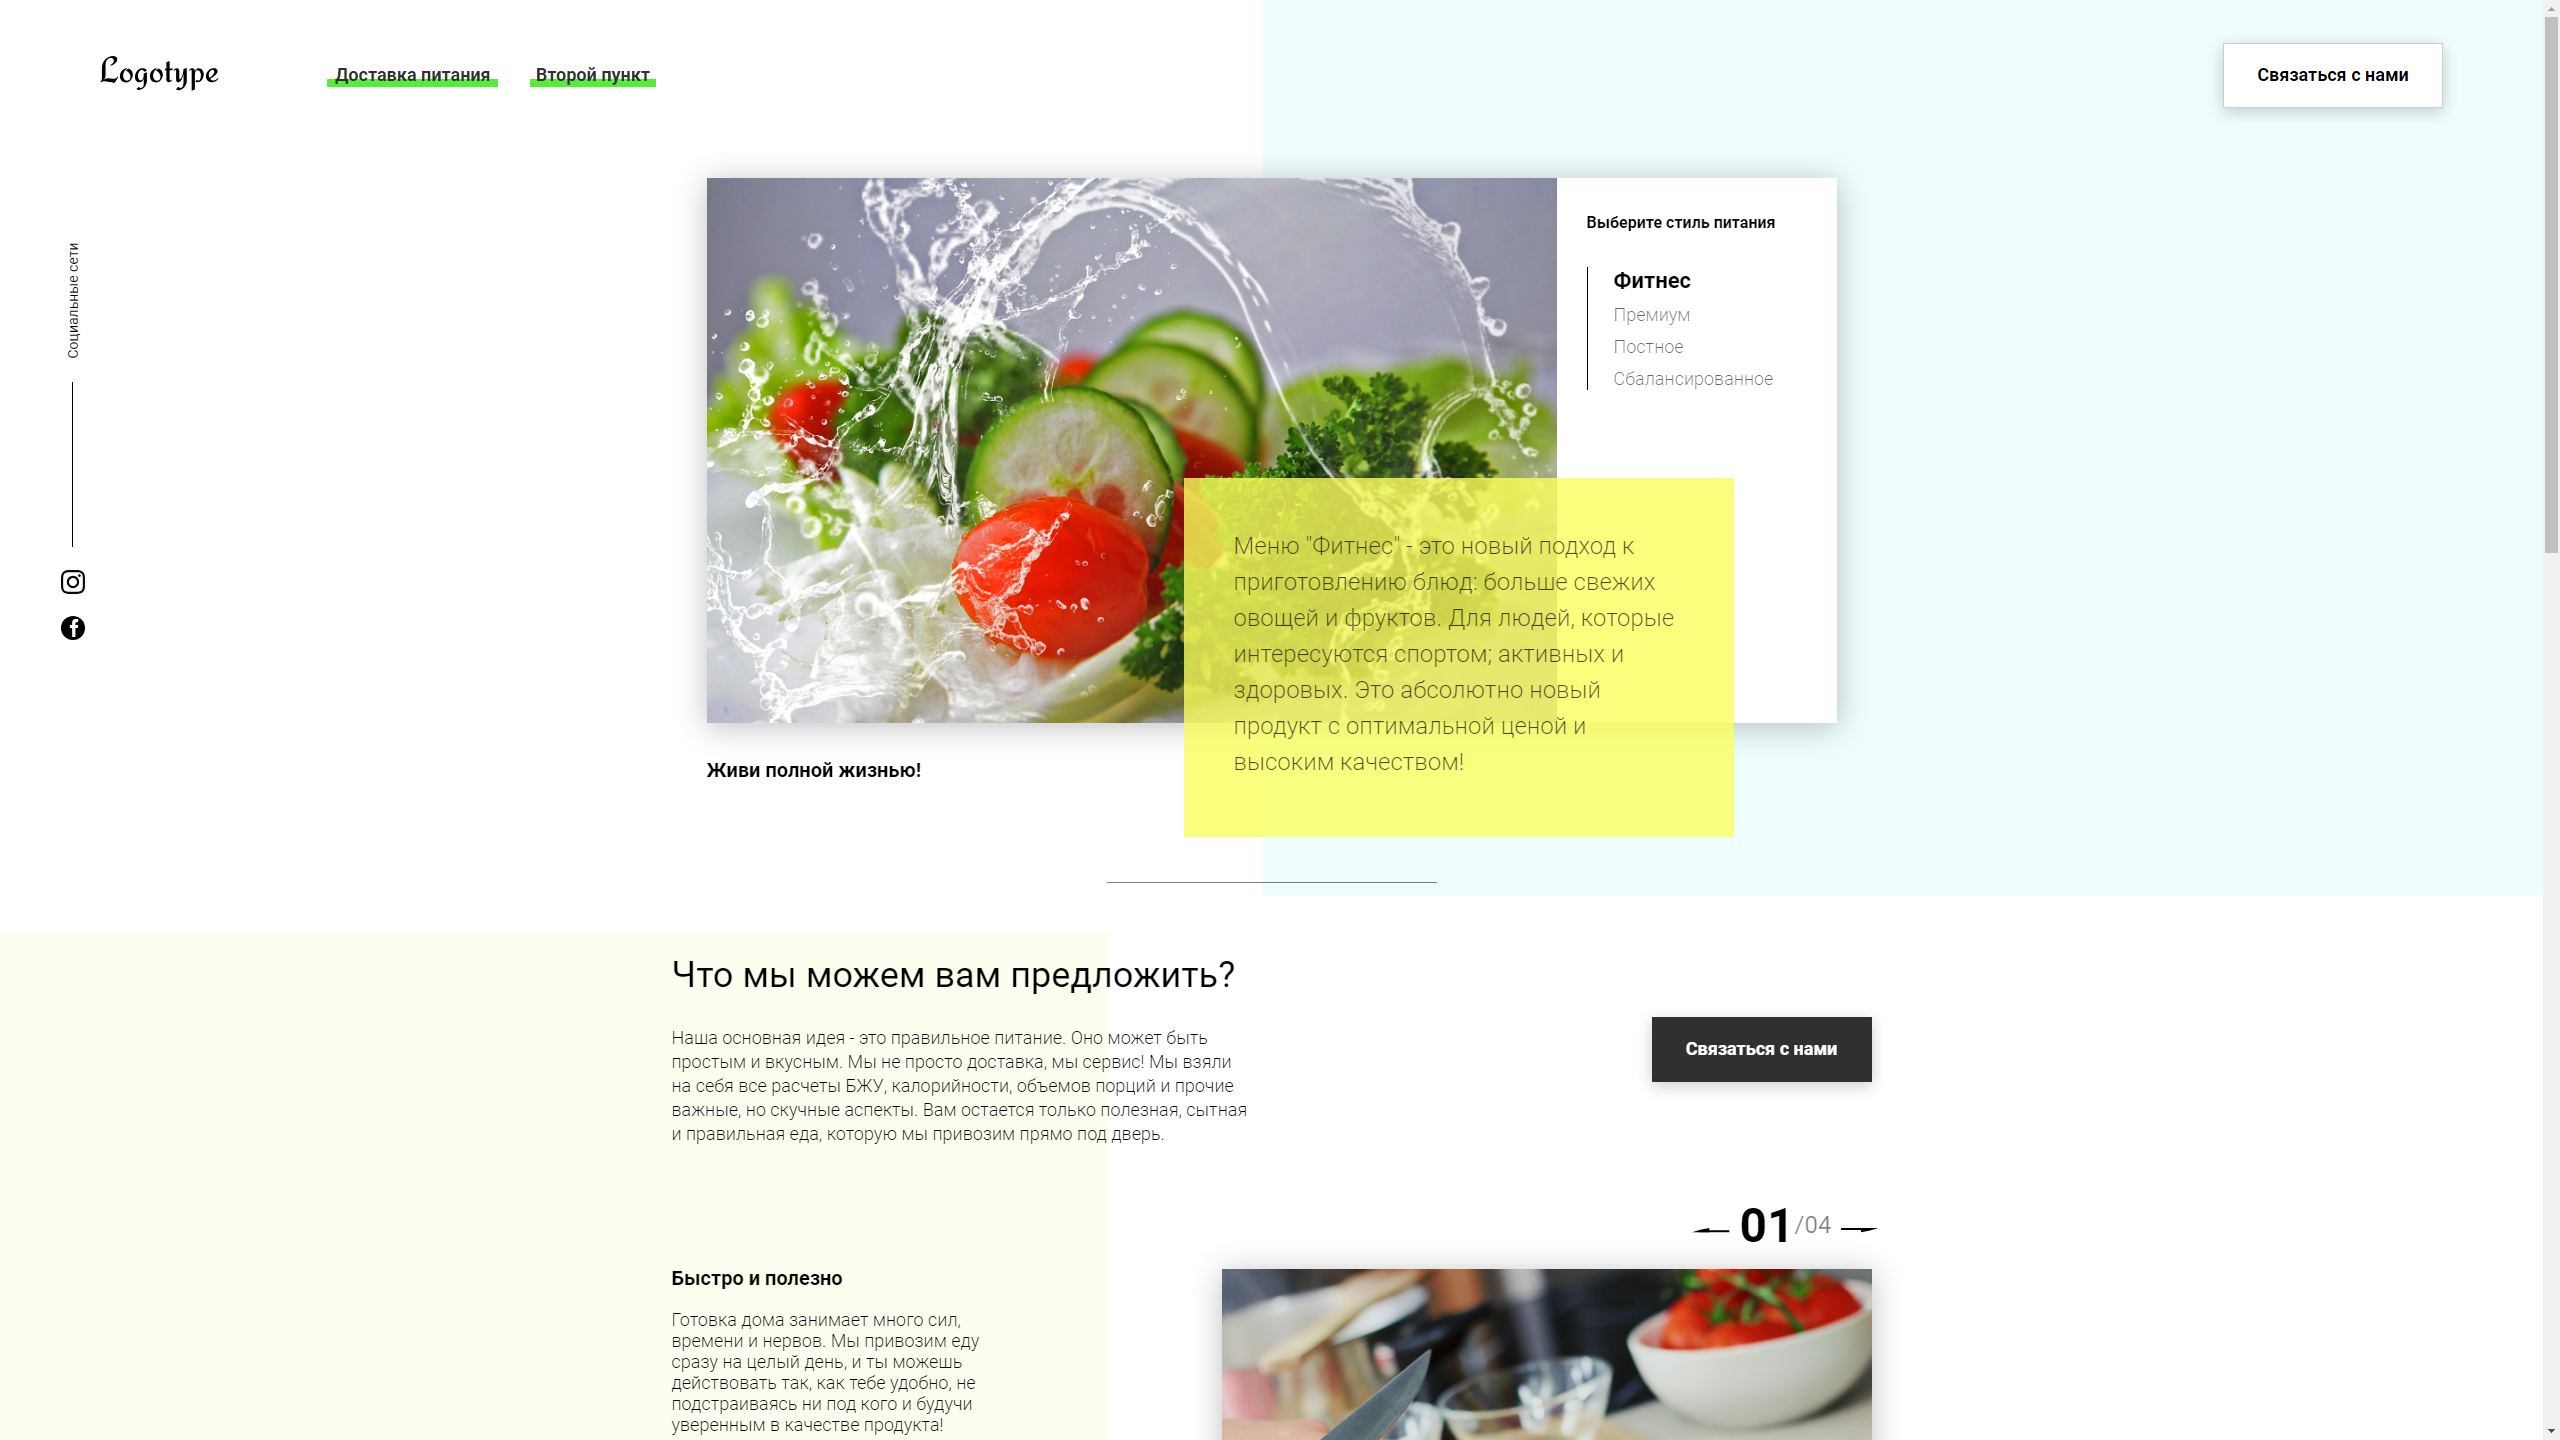 Logotype
Доставка питания
Второй пункт
Связаться с нами
Социальные сети
Выберите стиль питания
Фитнес
Премиум
Постное
Сбалансированное
Меню "Фитнес" - это новый подход к
приготовлению блюд: больше свежих
овощей и фруктов. Для людей, которые
интересуются спортом; активных и
здоровых. Это абсолютно новый
продукт с оптимальной ценой и
высоким качеством!
Живи полной жизнью!
Что мы можем вам предложить?
Наша основная идея - это правильное питание. Оно может быть
простым и вкусным. Мы не просто доставка, мы сервис! Мы взяли
на себя все расчеты БЖУ, калорийности, объемов порций и прочие
важные, но скучные аспекты. Вам остается только полезная, сытная
и правильная еда, которую мы привозим прямо под дверь.
Связаться с нами
01/04
Быстро и полезно
Готовка дома занимает много сил,
времени и нервов. Мы привозим еду
сразу на целый день, и ты можешь
действовать так, как тебе удобно, не
подстраиваясь ни под кого и будучи
уверенным в качестве продукта!